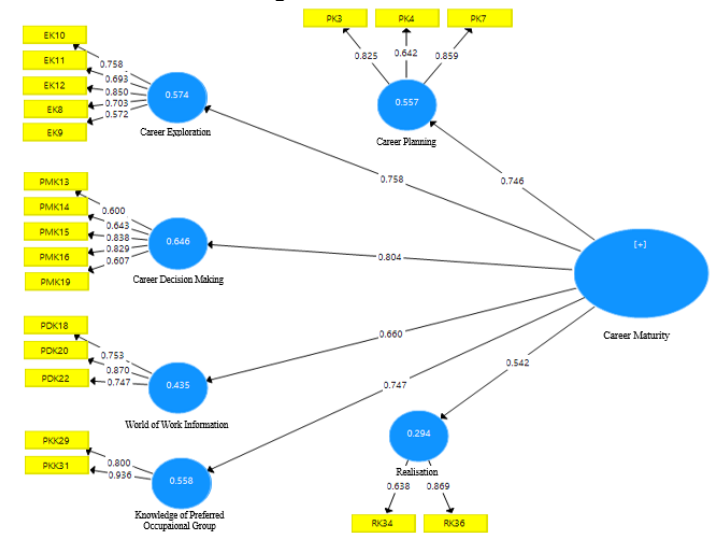 PK3
PK4
PK7
0.825
0.642
0.859
0.557
Career Planning
EK10
EK11
EK12
EK8
EK9
0.758
0.693
0.850
0.703
0.572
0.574
Career Exploration
0.758
0.746
PMK13
PMK14
PMK15
PMK16
PMK19
0.600
0.643
0.838
0.829
0.607
0.646
Career Decision Making
0.804
[+]
Career Maturity
PDK18
PDK20
PDK22
0.753
0.870
0.747
0.435
World of Work Information
0.660
0.542
0.747
PKK29
PKK31
0.800
0.936
0.558
Knowledge of Preferred
Occupaional Group
0.294
Realisation
0.638
0.869
RK34
RK36